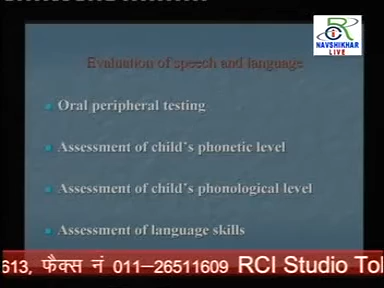 NAVSHIKHAR
LIVE
Evaluation of speech and language
Oral peripheral testing
Assessment of child's phonetic level
Assessment of child's phonological level
Assessment of language skills
613, फैक्स नं 011-26511609 RCI Studio Tol